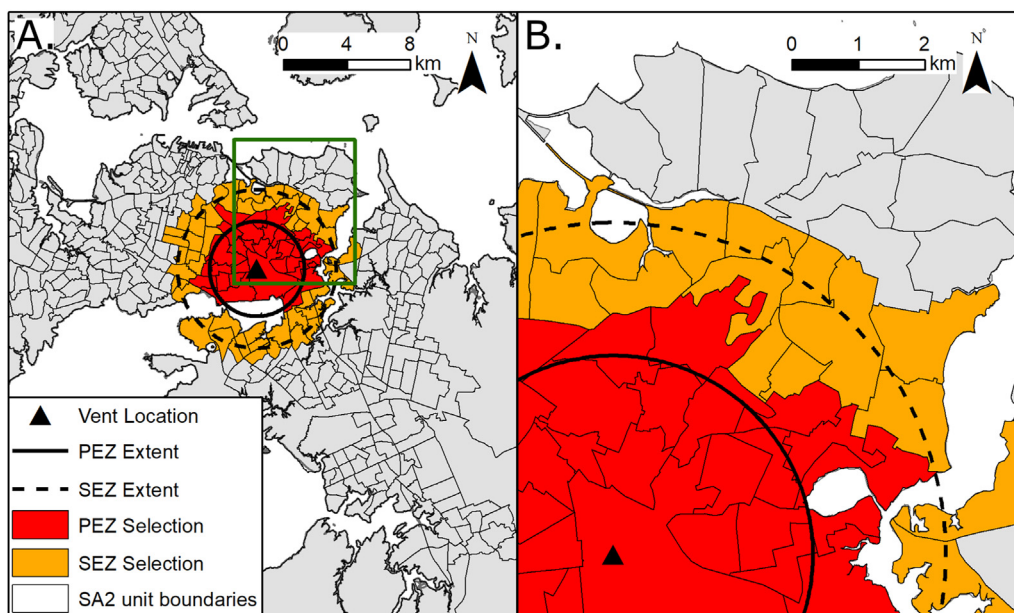 A.
0 4 8
km
N
B.
0 1 2
km
N
Vent Location
PEZ Extent
SEZ Extent
PEZ Selection
SEZ Selection
SA2 unit boundaries